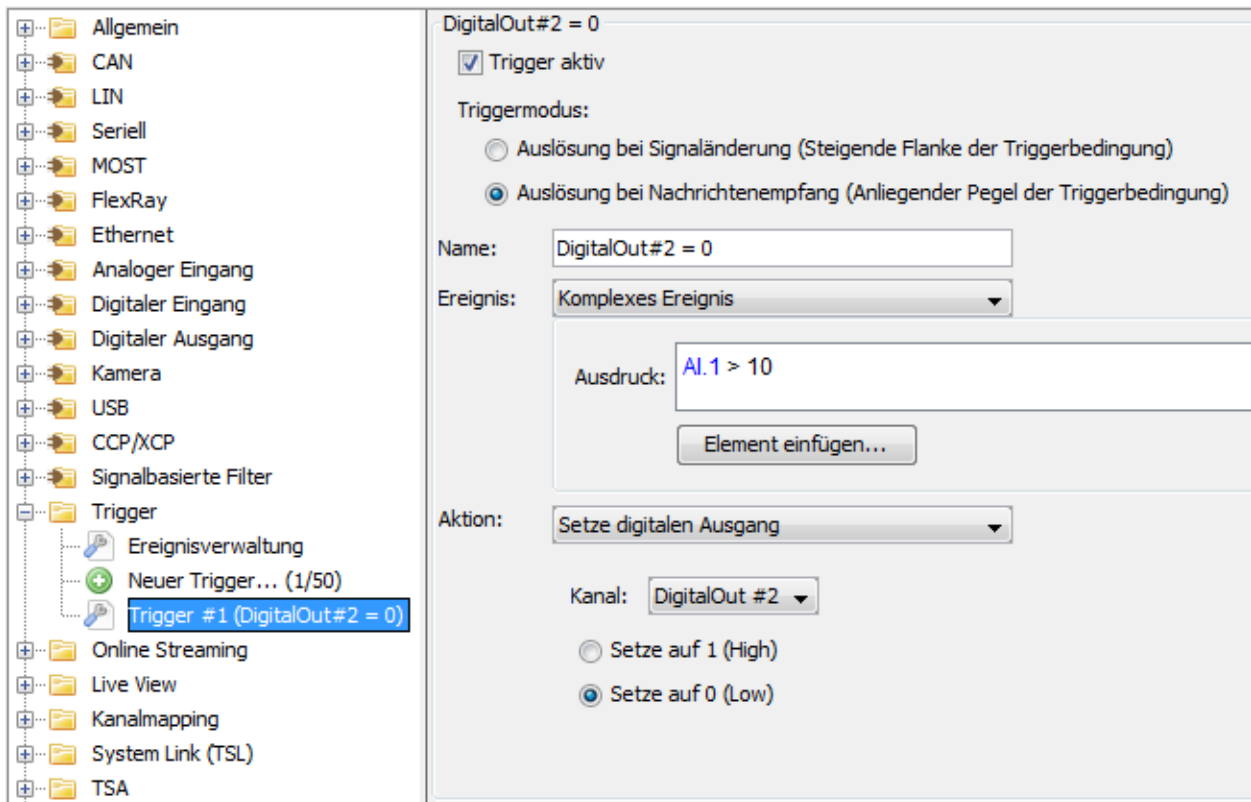 Allgemein
CAN
LIN
Seriell
MOST
FlexRay
Ethernet
Analoger Eingang
Digitaler Eingang
Digitaler Ausgang
Kamera
USB
CCP/XCP
Signalbasierte Filter
Trigger
Ereignisverwaltung
Neuer Trigger... (1/50)
Trigger #1 (DigitalOut#2 = 0)
Online Streaming
Live View
Kanalmapping
System Link (TSL)
TSA
DigitalOut#2 = 0
Trigger aktiv
Triggermodus:
Auslösung bei Signaländerung (Steigende Flanke der Triggerbedingung)
Auslösung bei Nachrichtenempfang (Anliegender Pegel der Triggerbedingung)
Name: DigitalOut#2 = 0
Ereignis: Komplexes Ereignis
Ausdruck: AI.1 > 10
Element einfügen...
Aktion: Setze digitalen Ausgang
Kanal: DigitalOut #2
Setze auf 1 (High)
Setze auf 0 (Low)